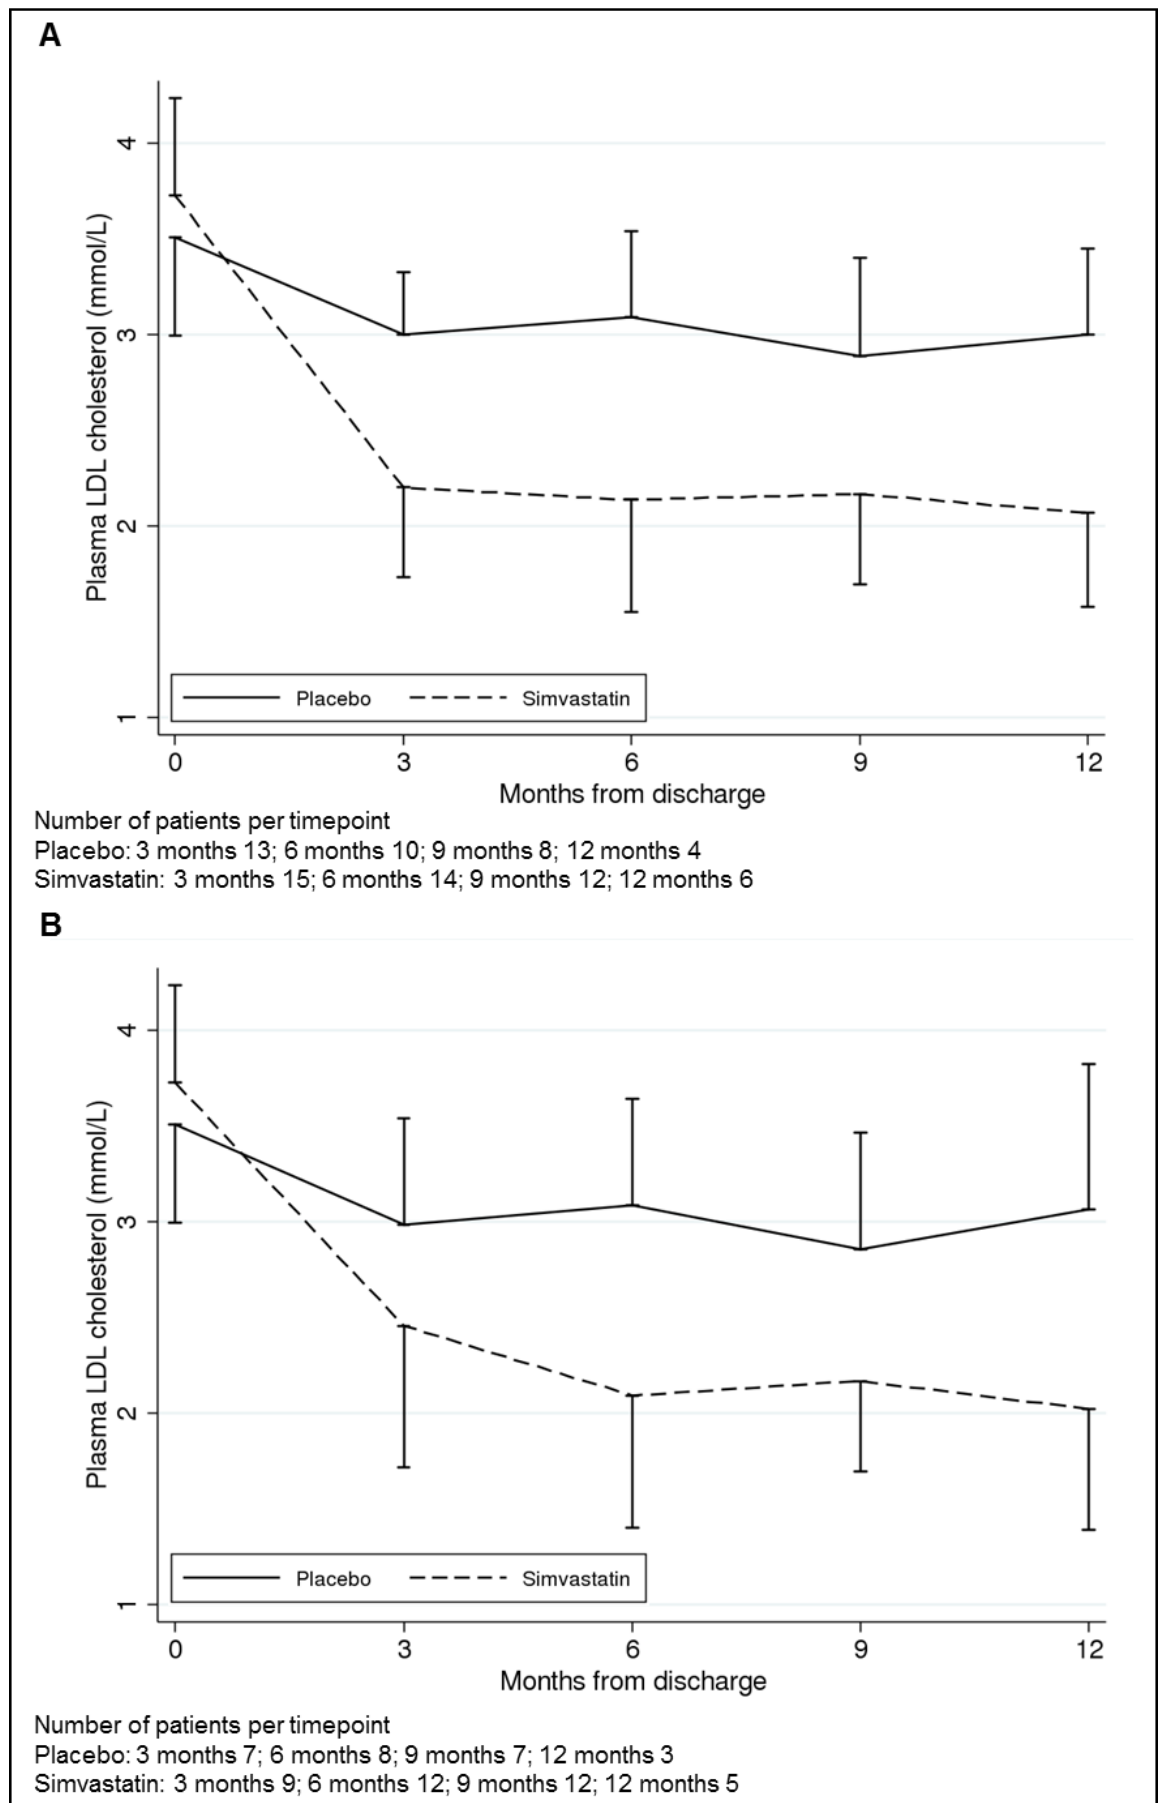 A
Plasma LDL cholesterol (mmol/L)
4
3
2
1
Placebo Simvastatin
0 3 6 9 12
Months from discharge
Number of patients per timepoint
Placebo: 3 months 13; 6 months 10; 9 months 8; 12 months 4
Simvastatin: 3 months 15; 6 months 14; 9 months 12; 12 months 6
B
Plasma LDL cholesterol (mmol/L)
4
3
2
1
Placebo Simvastatin
0 3 6 9 12
Months from discharge
Number of patients per timepoint
Placebo: 3 months 7; 6 months 8; 9 months 7; 12 months 3
Simvastatin: 3 months 9; 6 months 12; 9 months 12; 12 months 5